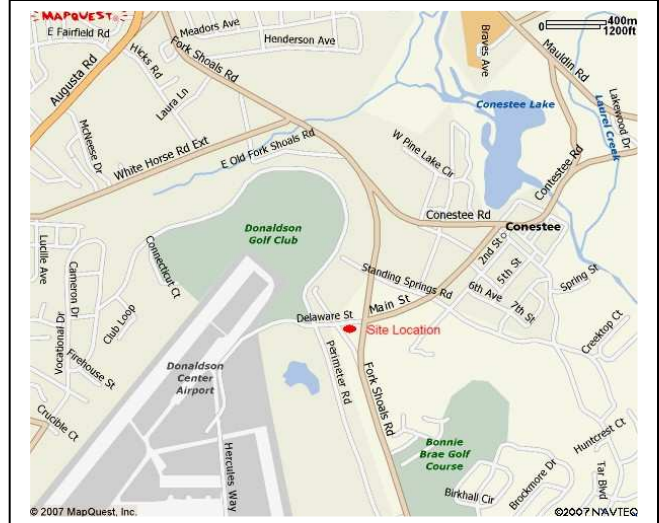 MAPQUEST
400m
0
1200ft
E Fairfield Rd
Meadors Ave
Henderson Ave
Braves Ave
Mauldin Rd
Hicks Rd
Fork Shoals Rd
Augusta Rd
Laura Ln
Conestee Lake
Laurel Creek
Lakewood Dr
McNeese Dr
White Horse Rd Ext
E Old Fork Shoals Rd
W Pine Lake Cir
Contestee Rd
Conestee Rd
Conestee
Donaldson
Golf Club
Lucille Ave
Cameron Dr
Connecticut Ct
2nd St
5th St
Spring St
Standing Springs Rd
6th Ave
7th St
Club Loop
Vocational Dr
Delaware St
Main St
Site Location
Creektop Ct
Firehouse St
Donaldson
Center
Airport
Perimeter Rd
Fork Shoals Rd
Crucible Ct
Hercules Way
Bonnie
Brae Golf
Course
Huntcrest Ct
Brockmore Dr
Tar Blvd
Birkhall Cir
© 2007 MapQuest, Inc.
©2007 NAVTEQ